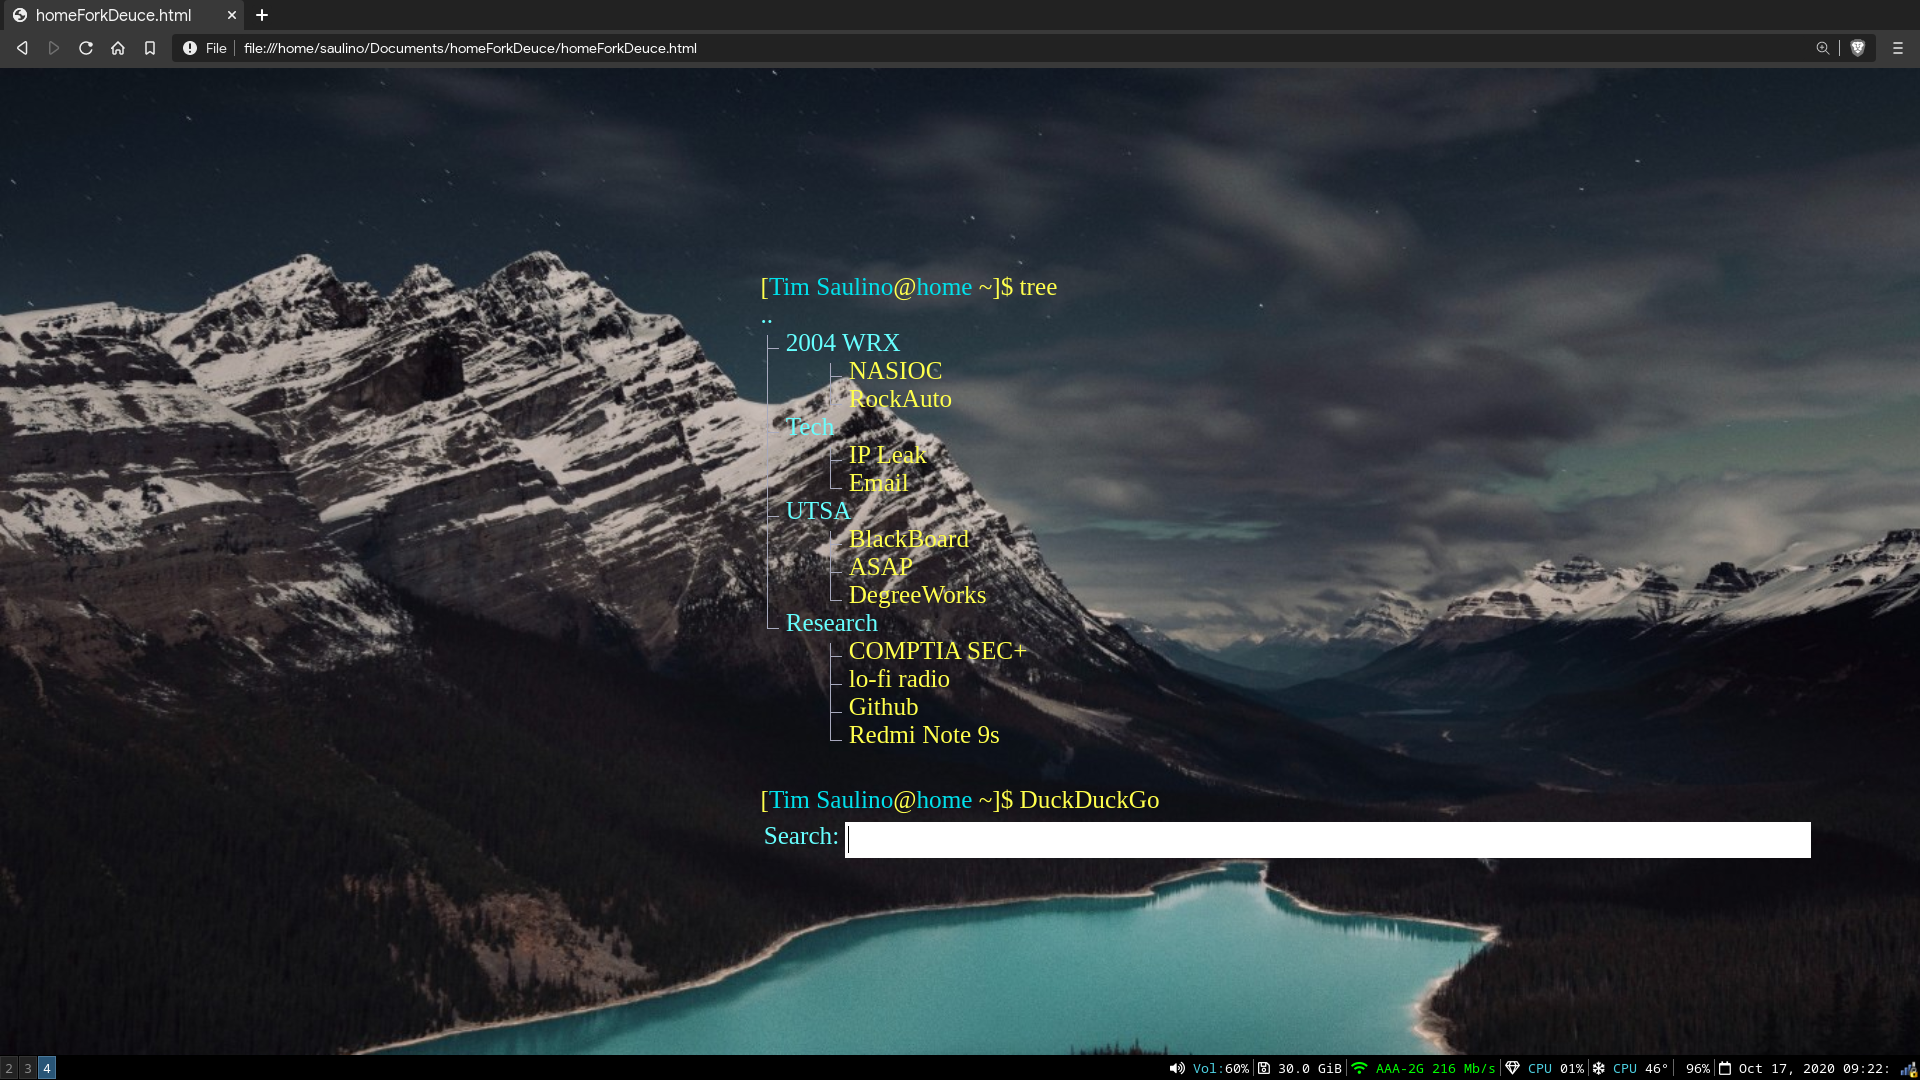 homeForkDeuce.html
File file:///home/saulino/Documents/homeForkDeuce/homeForkDeuce.html
[Tim Saulino@home ~]$ tree
..
2004 WRX
NASIOC
RockAuto
Tech
IP Leak
Email
UTSA
BlackBoard
ASAP
DegreeWorks
Research
COMPTIA SEC+
lo-fi radio
Github
Redmi Note 9s
[Tim Saulino@home ~]$ DuckDuckGo
Search:
2 3 4 Vol:60% 30.0 GiB AAA-2G 216 Mb/s CPU 01% CPU 46° 96% Oct 17, 2020 09:22: